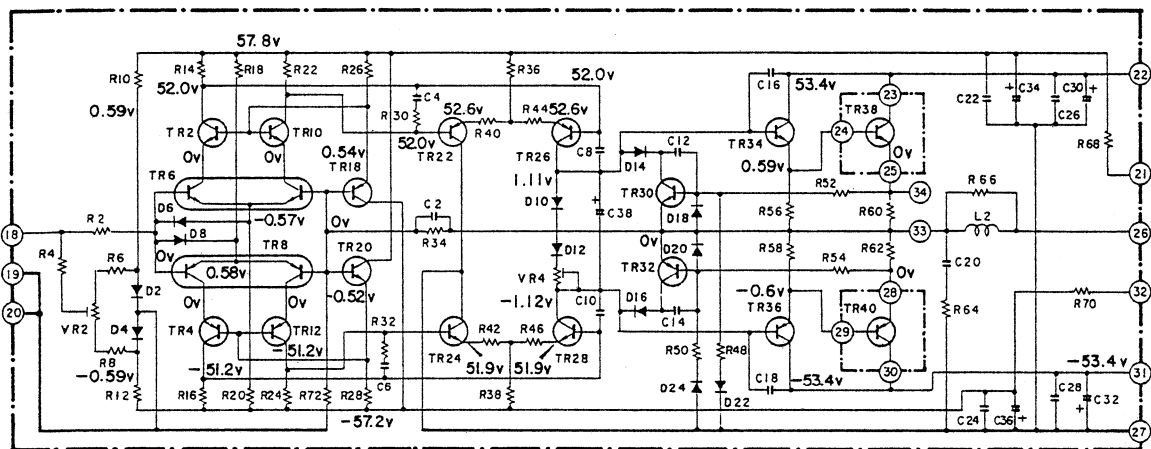 57.8v
R14 R18 R22 R26 R36
R10
52.0v C4 52.0v C16 53.4v 22
0.59v R30 52.6v R44 52.6v 23 C22 C34 C30
TR38
TR2 TR10 R40 24 C26
52.0v TR22 C8 C12 TR34 R68
0v 0v 0.54v TR26 D14 0.59v 0v
TR18 25 21
TR6 1.11v TR30 R52 34 R66
D6 -0.57v C2 D10 C38 D18 R56 R60
R2 L2
18 D8 0v R34 0v 33 26
R4 TR8 TR20 D12 D20 R58 R62
19 0v 0.58v VR4 TR32 R54 C20
R6 D2 -0.52v C10 0v 28 32
20 0v 0v -1.12v D16 -0.6v R70
VR2 D4 TR4 TR12 R32 C14 TR36 29 TR40 R64
R8 -51.2v -51.2v R42 R46 R50 R48
-0.59v TR24 TR28 30 -53.4v
C6 51.9v 51.9v C18 -53.4v 31
R12 R16 R20 R24 R72 R28 R38 D24 D22 C28 C32
-57.2v C24 C36 27